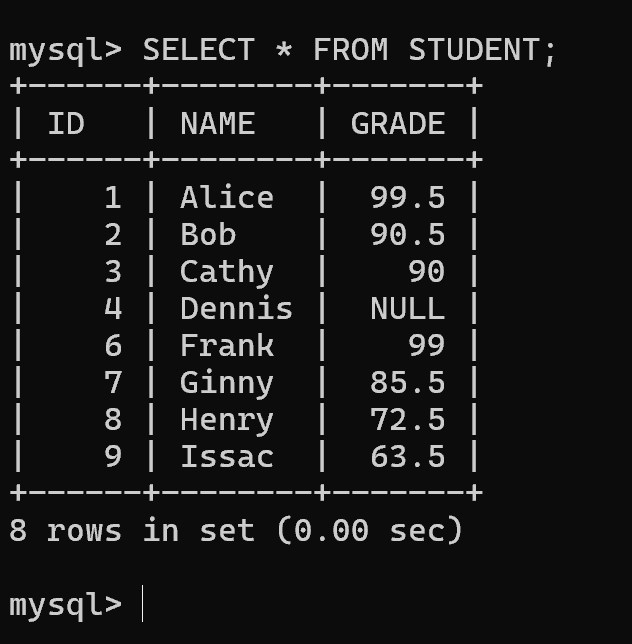 mysql> SELECT * FROM STUDENT;
+------+--------+-------+
| ID   | NAME   | GRADE |
+------+--------+-------+
|    1 | Alice  |  99.5 |
|    2 | Bob    |  90.5 |
|    3 | Cathy  |    90 |
|    4 | Dennis |  NULL |
|    6 | Frank  |    99 |
|    7 | Ginny  |  85.5 |
|    8 | Henry  |  72.5 |
|    9 | Issac  |  63.5 |
+------+--------+-------+
8 rows in set (0.00 sec)
mysql>